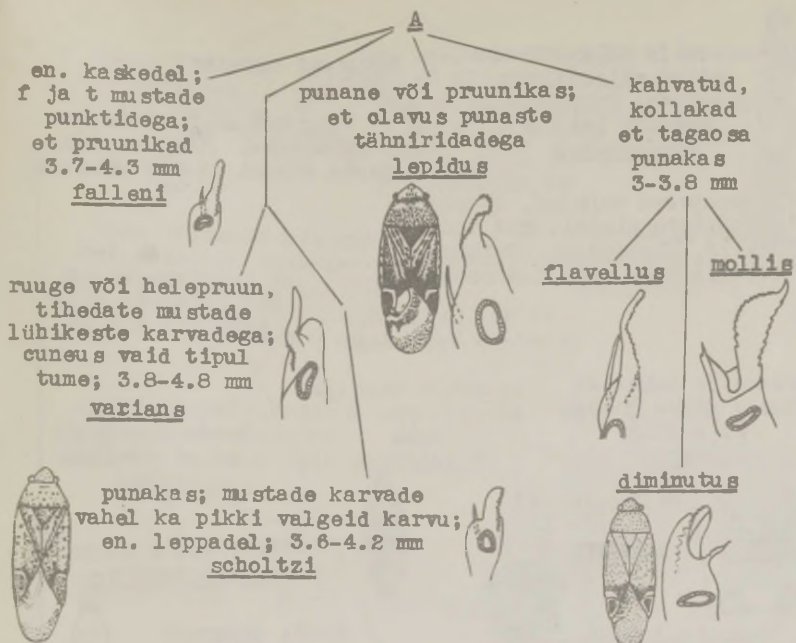 A
en. kaskedel;
f ja t mustade
punktidega;
et pruunikad
3.7-4.3 mm
falleni
punane või pruunikas;
et olavus punaste
tähniridadega
lepidus
kahvatud,
kollakad
et tagaosa
punakas
3-3.8 mm
flavellus
mollis
ruuge või helepruun,
tihedate mustade
lühikeste karvadega;
cuneus vaid tipul
tume; 3.8-4.8 mm
varians
diminutus
punakas; mustade karvade
vahel ka pikki valgeid karvu;
en. leppadel; 3.6-4.2 mm
scholtzi